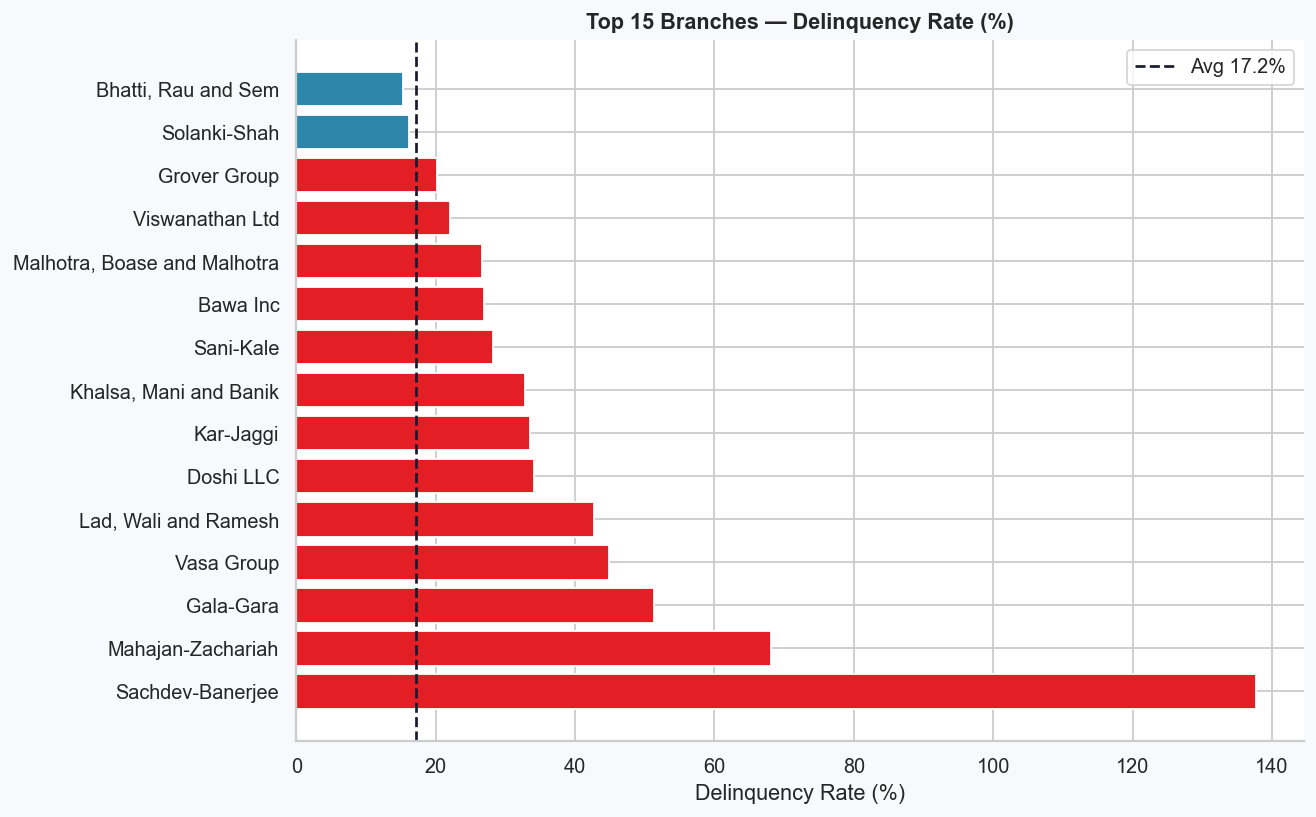 Top 15 Branches — Delinquency Rate (%)
Avg 17.2%
Bhatti, Rau and Sem
Solanki-Shah
Grover Group
Viswanathan Ltd
Malhotra, Boase and Malhotra
Bawa Inc
Sani-Kale
Khalsa, Mani and Banik
Kar-Jaggi
Doshi LLC
Lad, Wali and Ramesh
Vasa Group
Gala-Gara
Mahajan-Zachariah
Sachdev-Banerjee
0 20 40 60 80 100 120 140
Delinquency Rate (%)